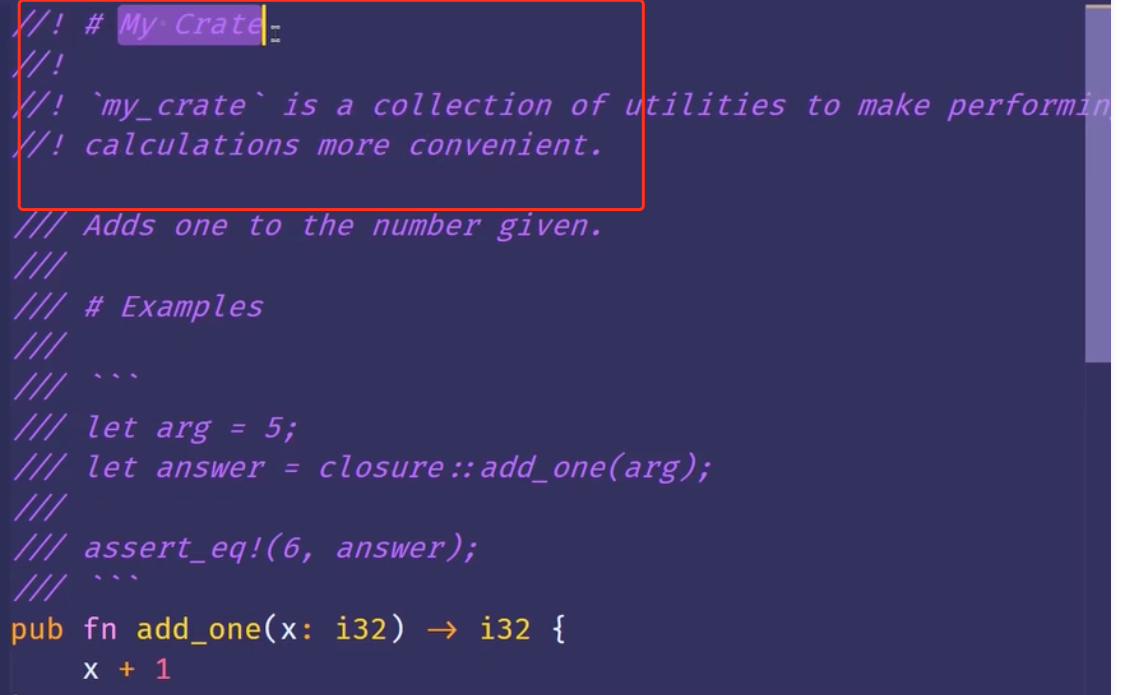 //! # My Crate
//!
//! `my_crate` is a collection of utilities to make performing
//! calculations more convenient.
/// Adds one to the number given.
///
/// # Examples
///
/// ```
/// let arg = 5;
/// let answer = closure::add_one(arg);
///
/// assert_eq!(6, answer);
/// ```
pub fn add_one(x: i32) → i32 {
    x + 1